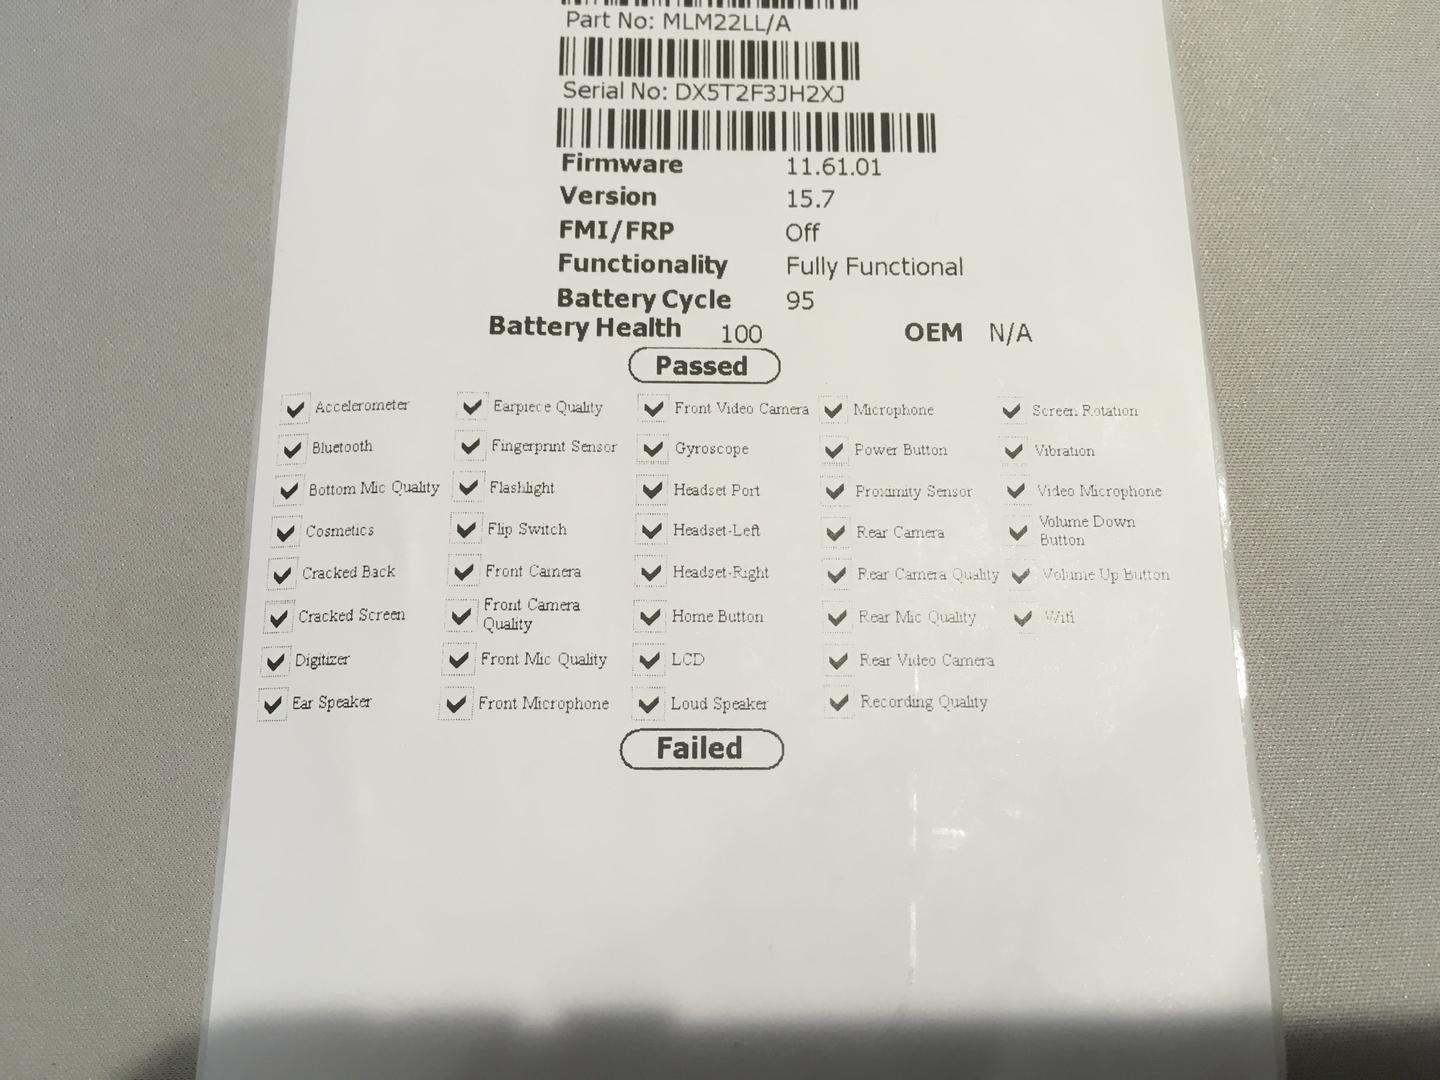 Part No: MLM22LL/A
Serial No: DX5T2F3JH2XJ
Firmware 11.61.01
Version 15.7
FMI/FRP Off
Functionality Fully Functional
Battery Cycle 95
Battery Health 100 OEM N/A
Passed
Accelerometer Earpiece Quality Front Video Camera Microphone Screen Rotation
Bluetooth Fingerprint Sensor Gyroscope Power Button Vibration
Bottom Mic Quality Flashlight Headset Port Proximity Sensor Video Microphone
Cosmetics Flip Switch Headset-Left Rear Camera Volume Down Button
Cracked Back Front Camera Headset-Right Rear Camera Quality Volume Up Button
Cracked Screen Front Camera Quality Home Button Rear Mic Quality Wifi
Digitizer Front Mic Quality LCD Rear Video Camera
Ear Speaker Front Microphone Loud Speaker Recording Quality
Failed